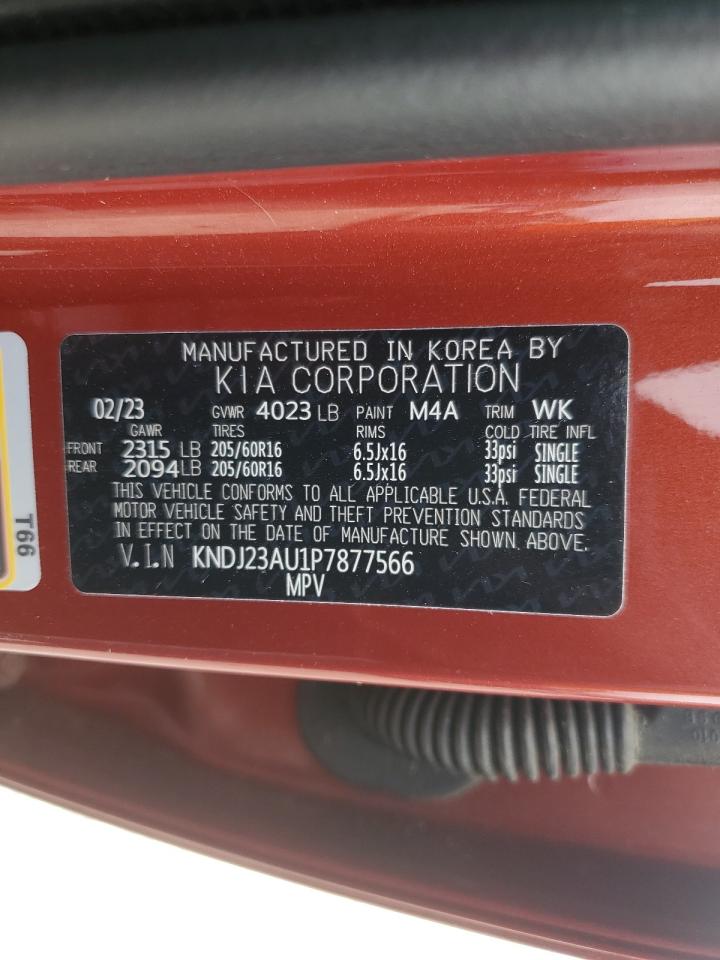 MANUFACTURED IN KOREA BY
KIA CORPORATION
02/23 GVWR 4023 LB PAINT M4A TRIM WK
GAWR TIRES RIMS COLD TIRE INFL
FRONT 2315 LB 205/60R16 6.5Jx16 33psi SINGLE
REAR 2094 LB 205/60R16 6.5Jx16 33psi SINGLE
THIS VEHICLE CONFORMS TO ALL APPLICABLE U.S.A. FEDERAL
MOTOR VEHICLE SAFETY AND THEFT PREVENTION STANDARDS
IN EFFECT ON THE DATE OF MANUFACTURE SHOWN ABOVE.
V.I.N KNDJ23AU1P7877566
MPV
T66